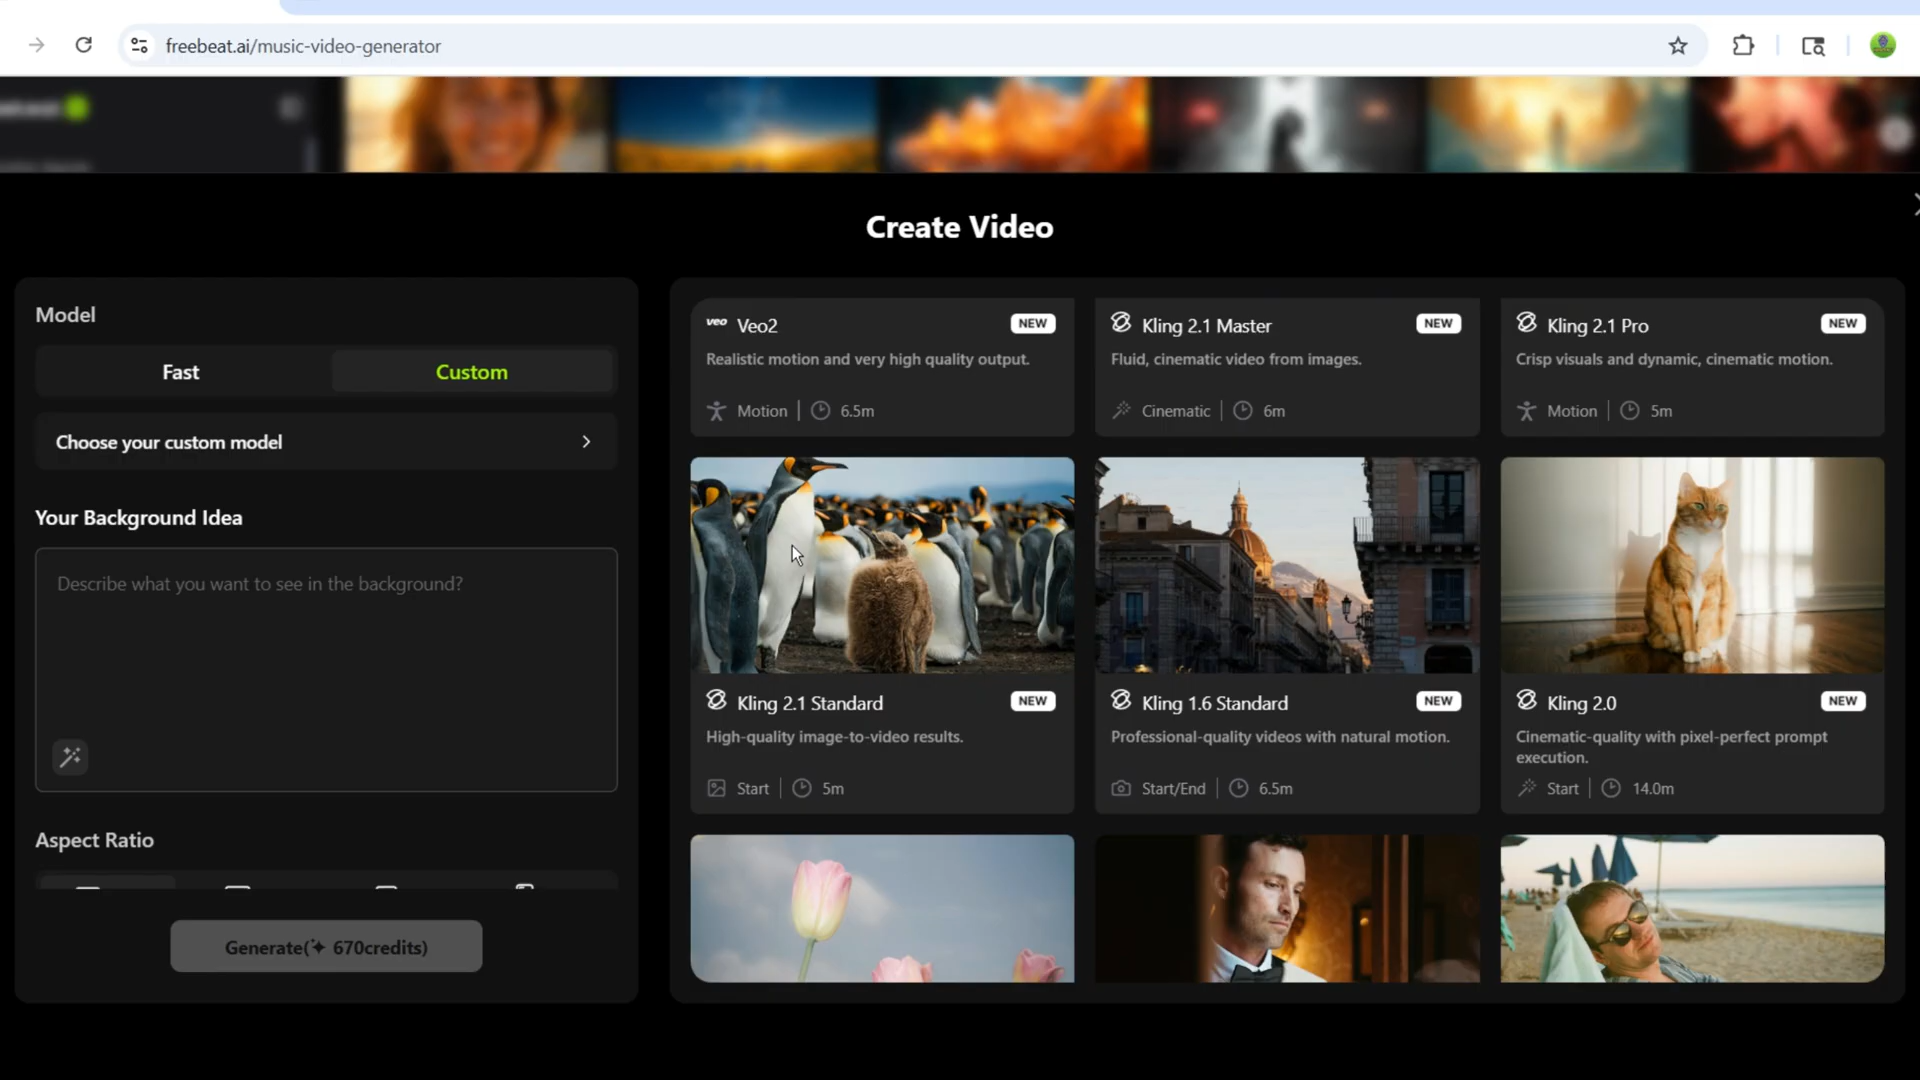 freebeat.ai/music-video-generator
Create Video
Model
Fast
Custom
Choose your custom model
Your Background Idea
Describe what you want to see in the background?
Aspect Ratio
Generate(✦ 670credits)
veo Veo2 NEW
Realistic motion and very high quality output.
Motion | 6.5m
Kling 2.1 Master NEW
Fluid, cinematic video from images.
Cinematic | 6m
Kling 2.1 Pro NEW
Crisp visuals and dynamic, cinematic motion.
Motion | 5m
Kling 2.1 Standard NEW
High-quality image-to-video results.
Start | 5m
Kling 1.6 Standard NEW
Professional-quality videos with natural motion.
Start/End | 6.5m
Kling 2.0 NEW
Cinematic-quality with pixel-perfect prompt
execution.
Start | 14.0m